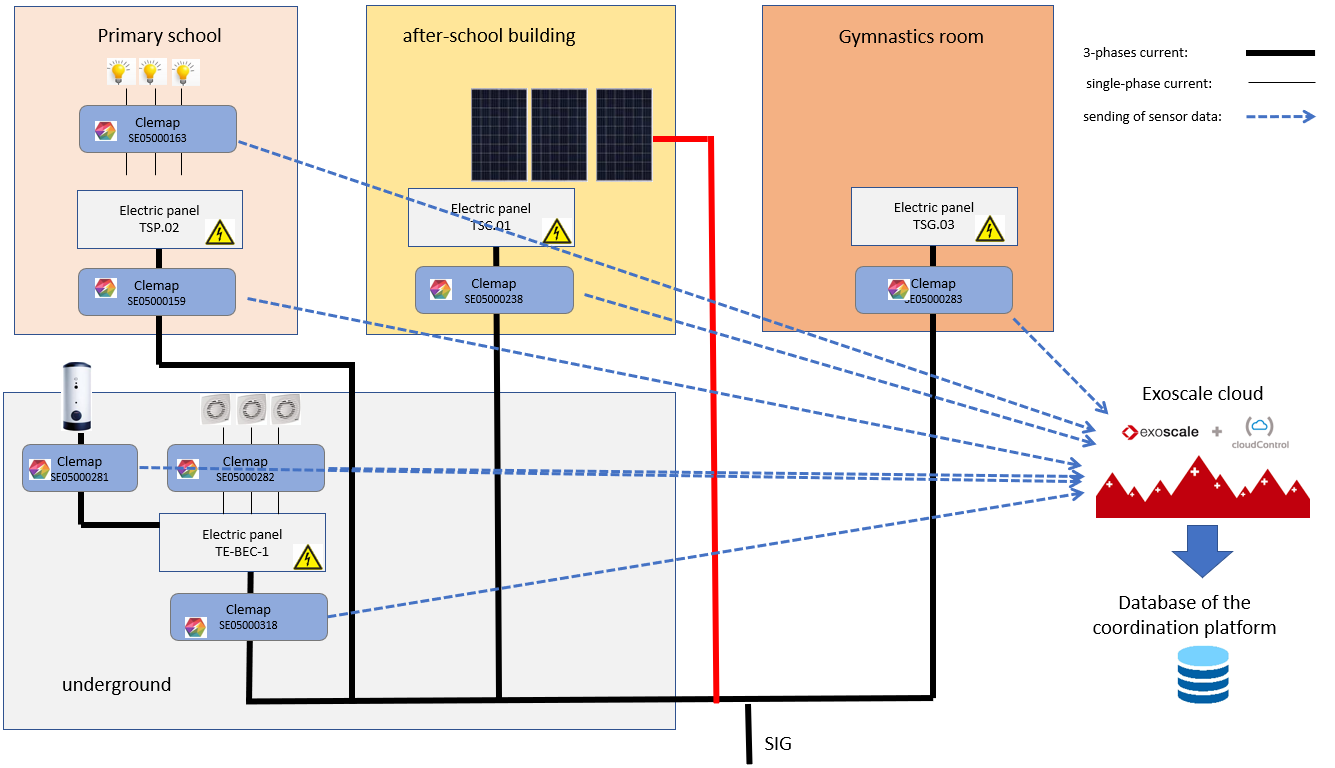 Primary school
after-school building
Gymnastics room
3-phases current:
single-phase current:
sending of sensor data:
Clemap
SE05000163
Electric panel
TSP.02
Electric panel
TSC.01
Electric panel
TSG.03
Clemap
SE05000159
Clemap
SE05000238
Clemap
SE05000283
Exoscale cloud
exoscale
+
cloudControl
Clemap
SE05000281
Clemap
SE05000282
Electric panel
TE-BEC-1
Clemap
SE05000318
Database of the
coordination platform
underground
SIG